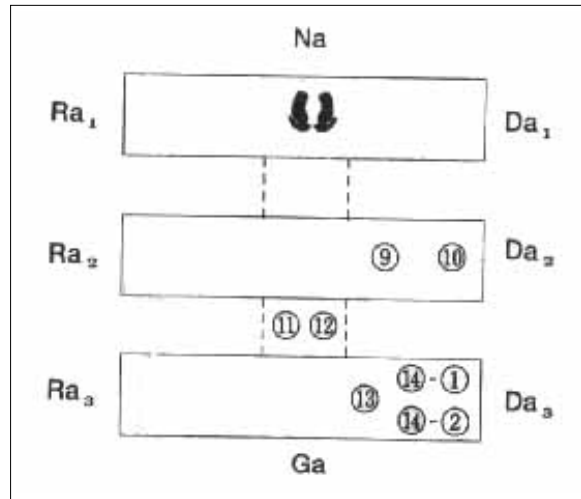 Na
Ra₁ Da₁
Ra₂ ⑨ ⑩ Da₂
⑪ ⑫
⑭-①
Ra₃ ⑬ Da₃
⑭-②
Ga